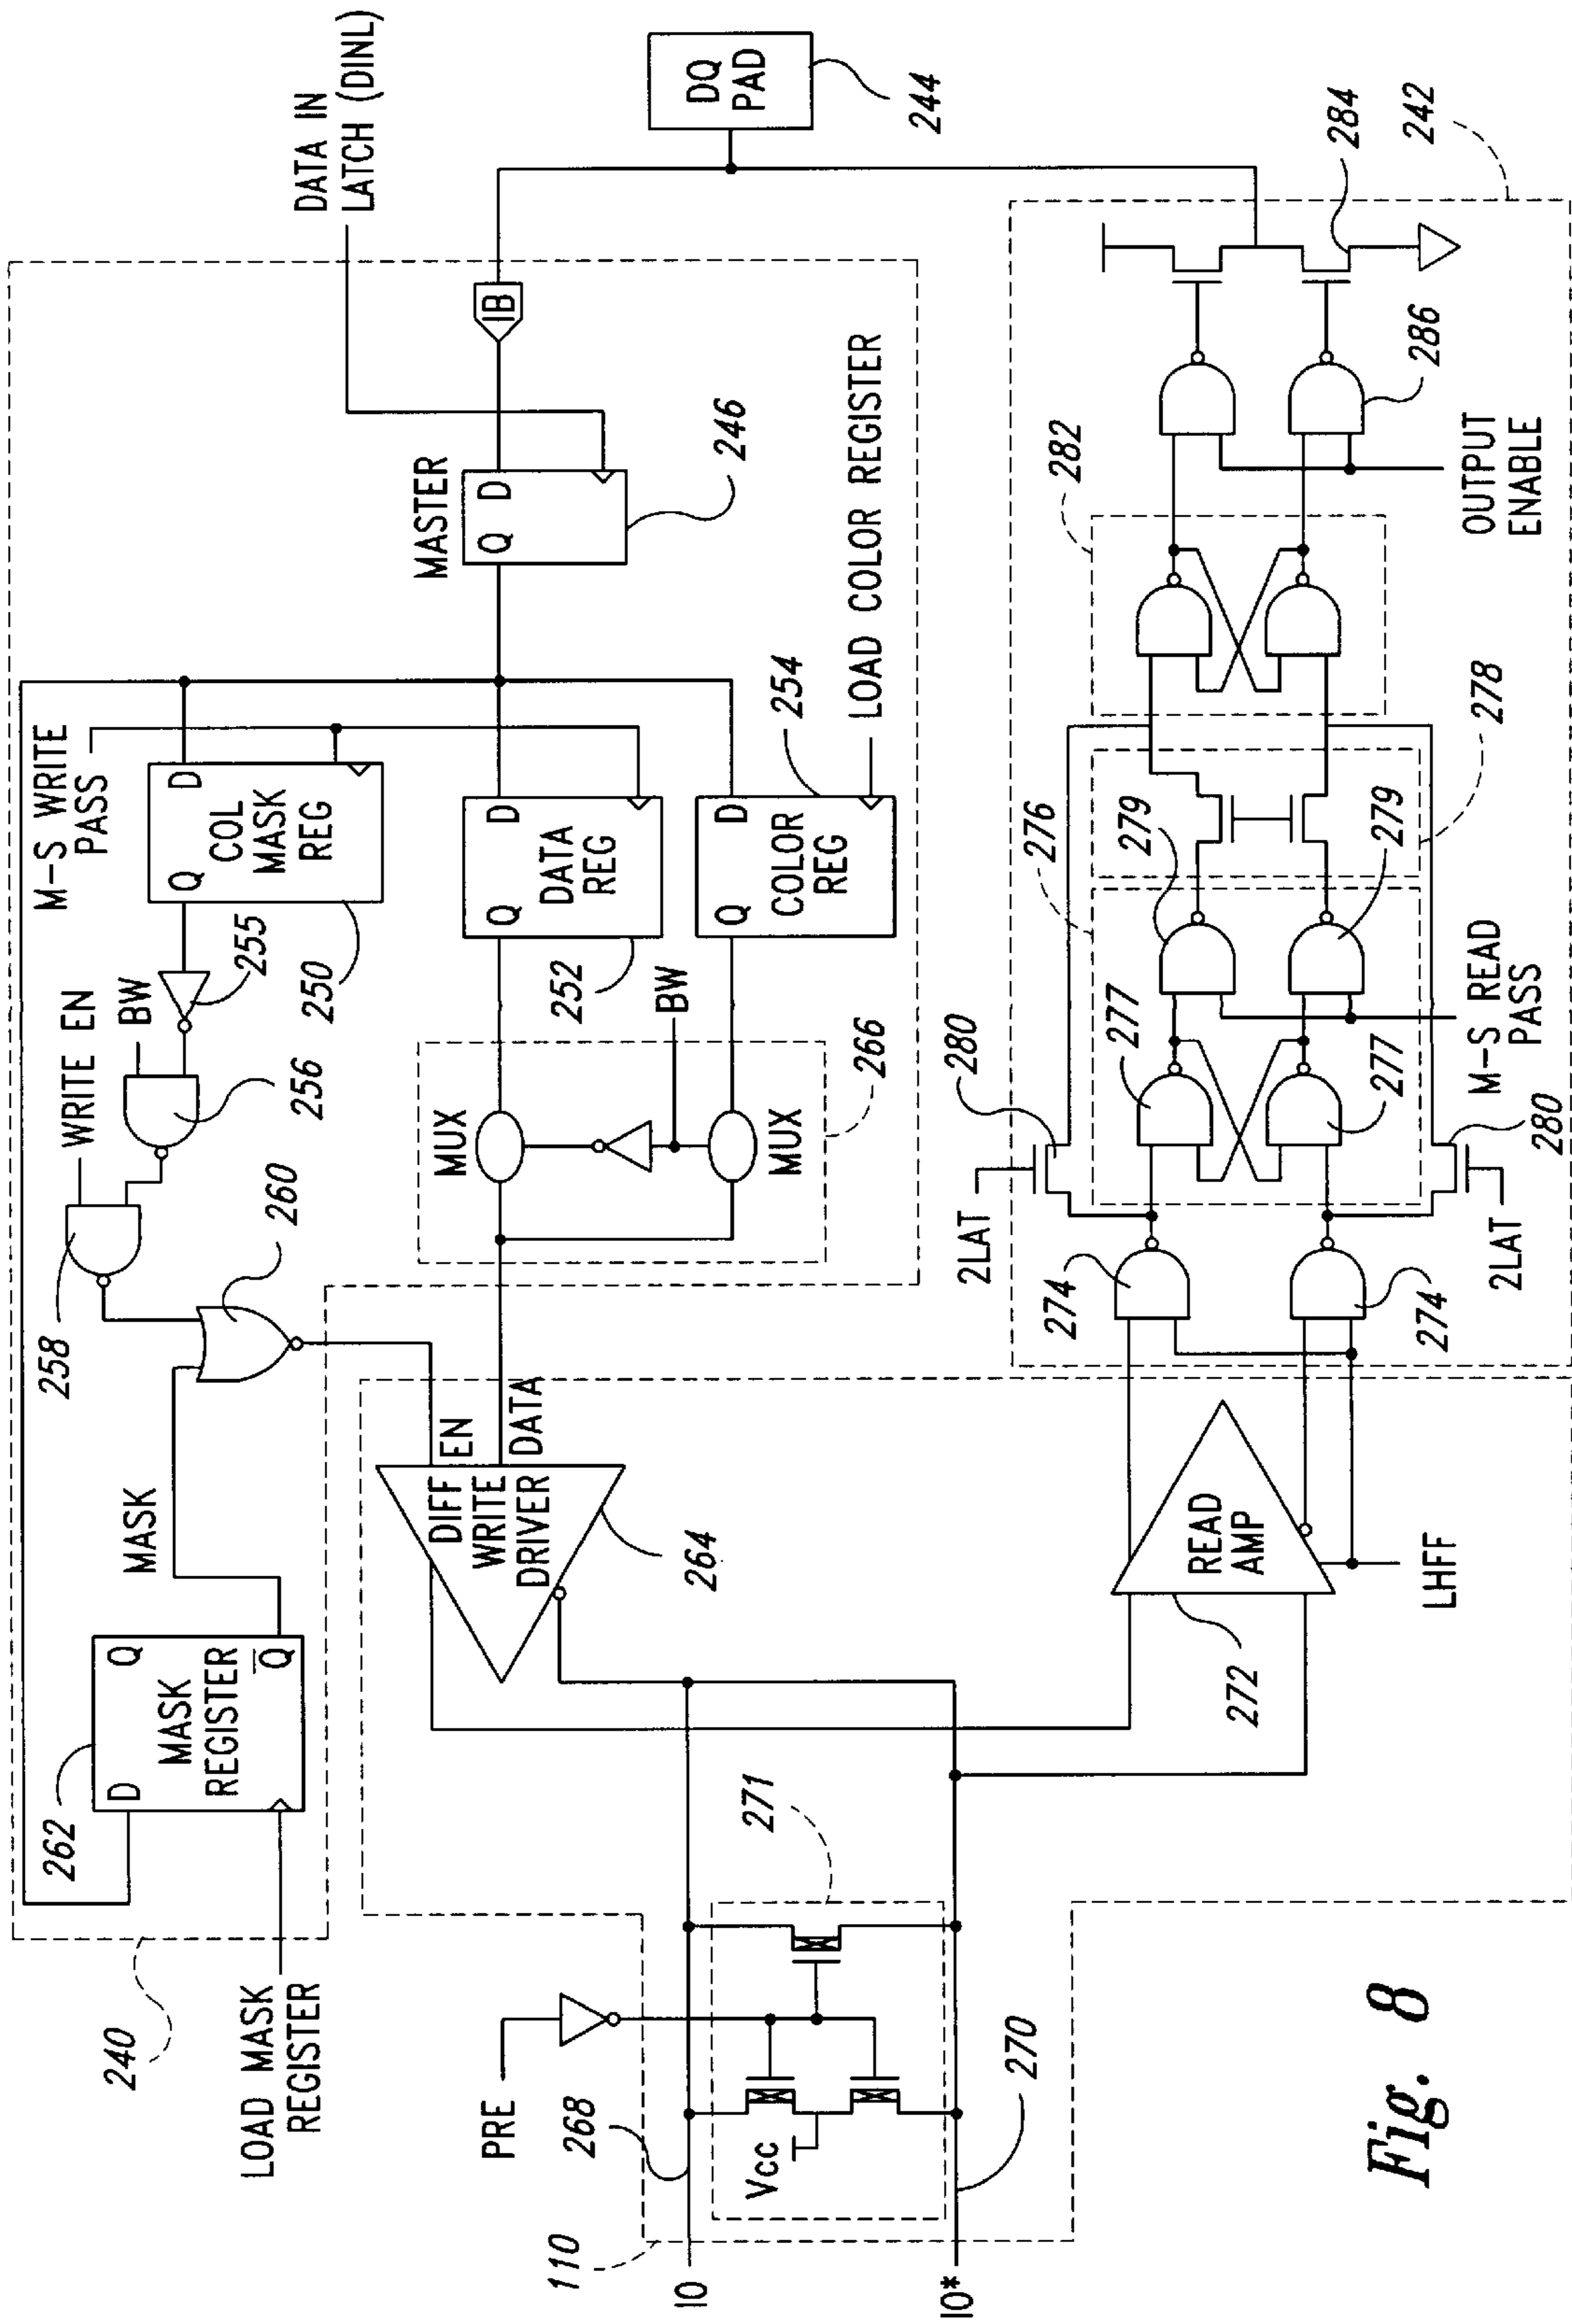 DATA IN
LATCH (DINL)
DQ
PAD
244
IB
MASTER
D
Q
246
LOAD COLOR REGISTER
M-S WRITE
PASS
D
Q
COL
MASK
REG
250
D
Q
DATA
REG
252
D
Q
COLOR
REG
254
255
BW
WRITE EN
256
258
260
MUX
MUX
BW
266
MASK
D
Q
MASK
REGISTER
Q
262
LOAD MASK
REGISTER
240
EN
DATA
DIFF
WRITE
DRIVER
264
READ
AMP
272
LHFF
271
PRE
268
Vcc
270
110
IO
IO*
274
274
2LAT
280
2LAT
280
276
277
277
279
279
M-S READ
PASS
278
282
OUTPUT
ENABLE
286
284
242
Fig. 8